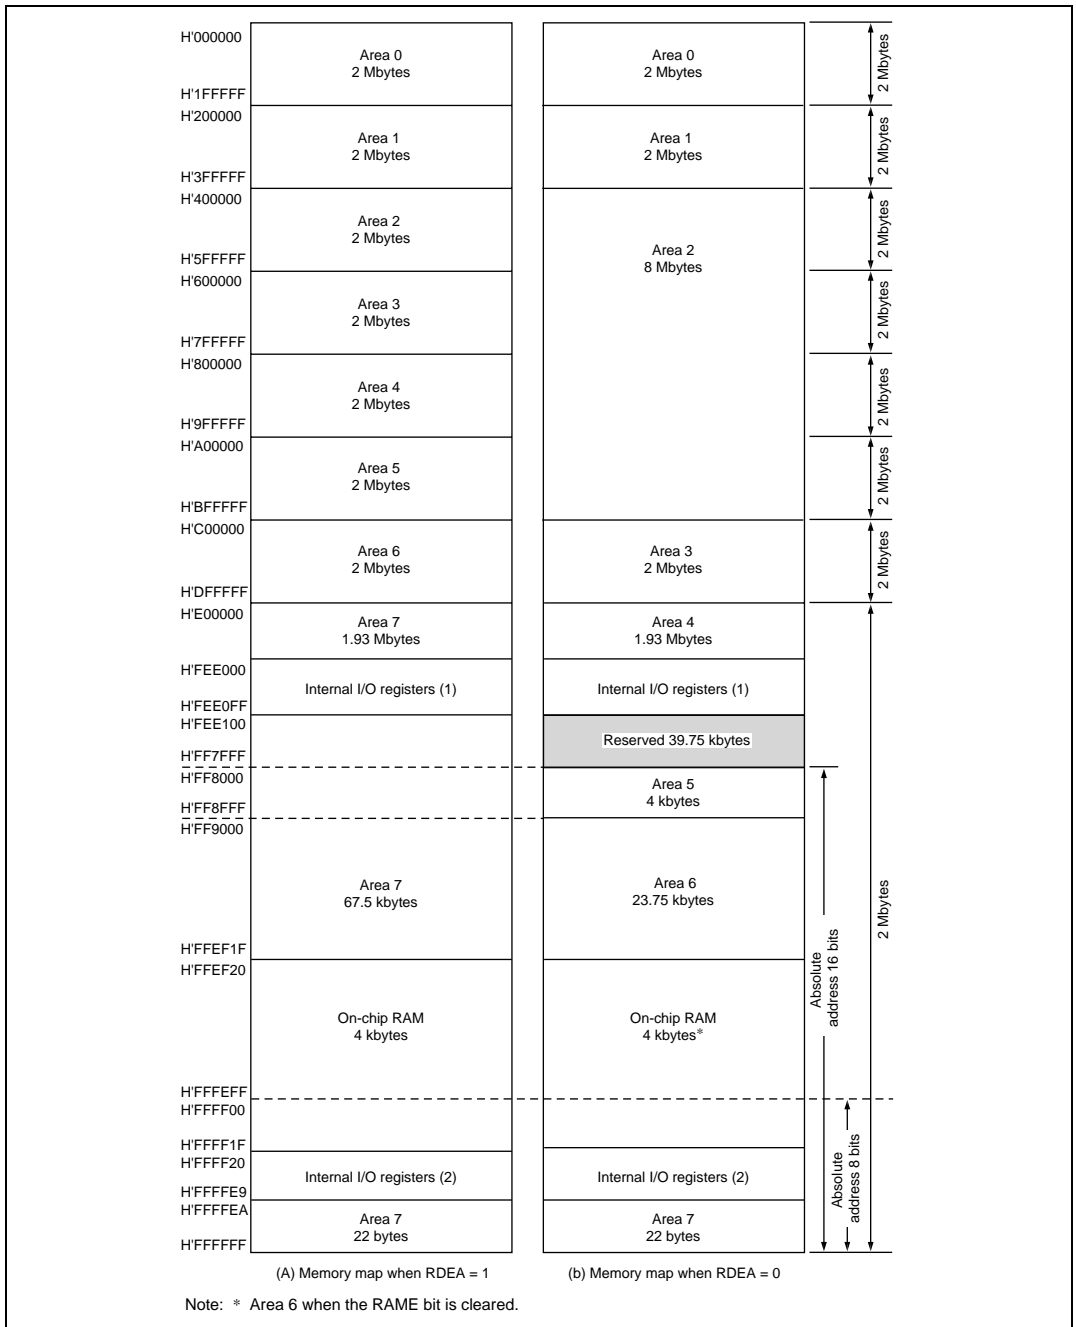 H'000000
Area 0
2 Mbytes
Area 0
2 Mbytes
2 Mbytes
H'1FFFFF
H'200000
Area 1
2 Mbytes
Area 1
2 Mbytes
2 Mbytes
H'3FFFFF
H'400000
Area 2
2 Mbytes
Area 2
8 Mbytes
2 Mbytes
H'5FFFFF
H'600000
Area 3
2 Mbytes
2 Mbytes
H'7FFFFF
H'800000
Area 4
2 Mbytes
2 Mbytes
H'9FFFFF
H'A00000
Area 5
2 Mbytes
2 Mbytes
H'BFFFFF
H'C00000
Area 6
2 Mbytes
Area 3
2 Mbytes
2 Mbytes
H'DFFFFF
H'E00000
Area 7
1.93 Mbytes
Area 4
1.93 Mbytes
H'FEE000
Internal I/O registers (1)
Internal I/O registers (1)
H'FEE0FF
H'FEE100
Reserved 39.75 kbytes
H'FF7FFF
H'FF8000
Area 5
4 kbytes
H'FF8FFF
H'FF9000
Area 7
67.5 kbytes
Area 6
23.75 kbytes
2 Mbytes
Absolute
address 16 bits
H'FFEF1F
H'FFEF20
On-chip RAM
4 kbytes
On-chip RAM
4 kbytes*
H'FFFEFF
H'FFFF00
H'FFFF1F
H'FFFF20
Internal I/O registers (2)
Internal I/O registers (2)
Absolute
address 8 bits
H'FFFFE9
H'FFFFEA
Area 7
22 bytes
Area 7
22 bytes
H'FFFFFF
(A) Memory map when RDEA = 1
(b) Memory map when RDEA = 0
Note: * Area 6 when the RAME bit is cleared.